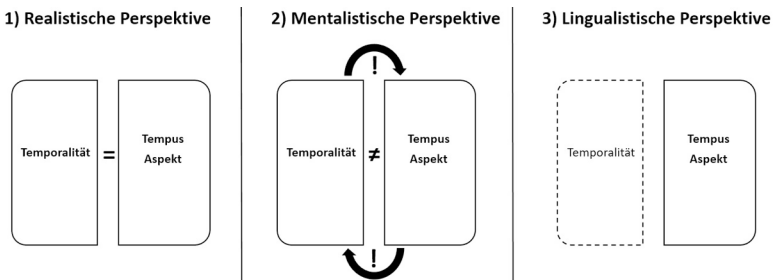 1) Realistische Perspektive
Temporalität
=
Tempus
Aspekt
2) Mentalistische Perspektive
!
Temporalität
≠
Tempus
Aspekt
!
3) Lingualistische Perspektive
Temporalität
Tempus
Aspekt